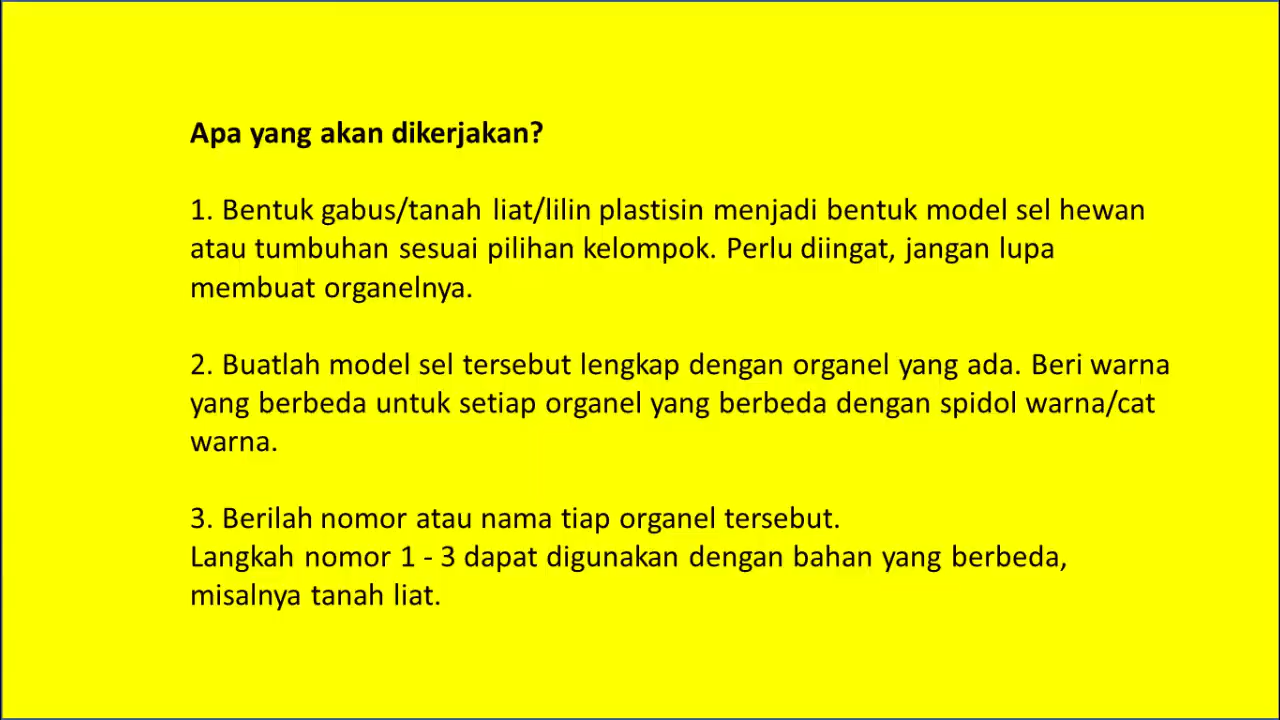 Apa yang akan dikerjakan?
1. Bentuk gabus/tanah liat/lilin plastisin menjadi bentuk model sel hewan
atau tumbuhan sesuai pilihan kelompok. Perlu diingat, jangan lupa
membuat organelnya.
2. Buatlah model sel tersebut lengkap dengan organel yang ada. Beri warna
yang berbeda untuk setiap organel yang berbeda dengan spidol warna/cat
warna.
3. Berilah nomor atau nama tiap organel tersebut.
Langkah nomor 1 - 3 dapat digunakan dengan bahan yang berbeda,
misalnya tanah liat.